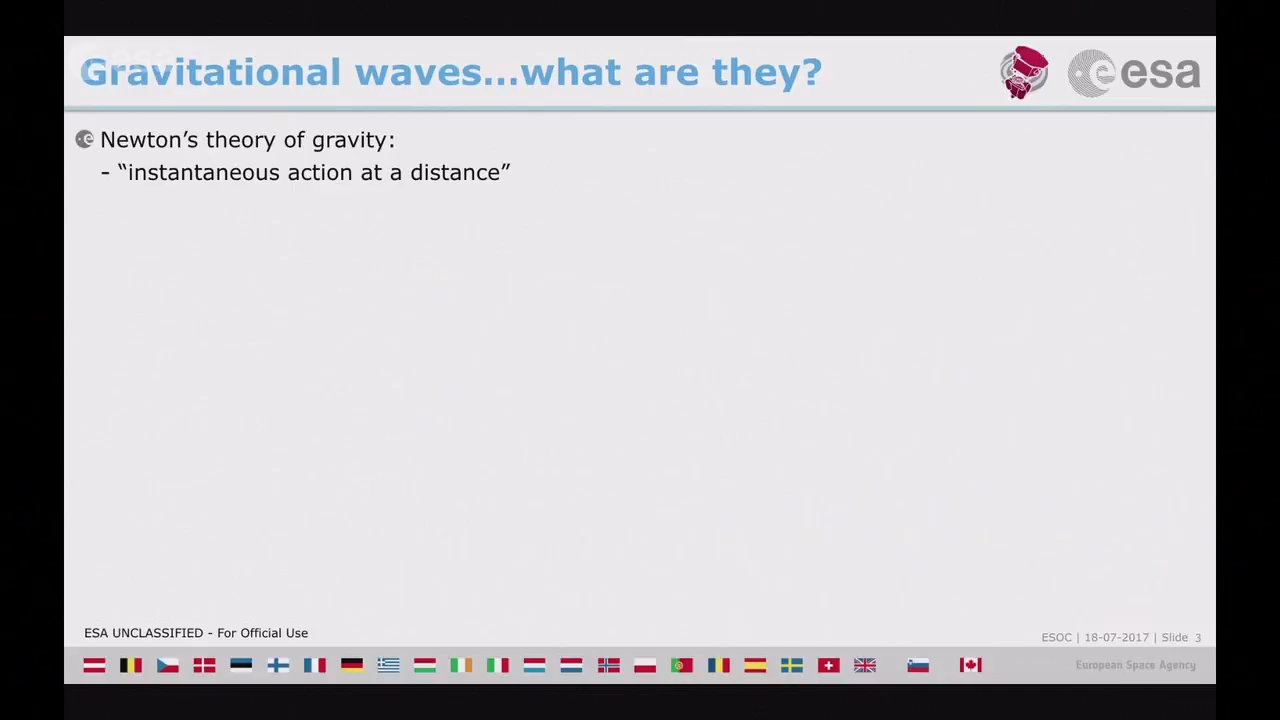 Gravitational waves...what are they?
esa
Newton's theory of gravity:
- “instantaneous action at a distance”
ESA UNCLASSIFIED - For Official Use
ESOC | 18-07-2017 | Slide 3
European Space Agency